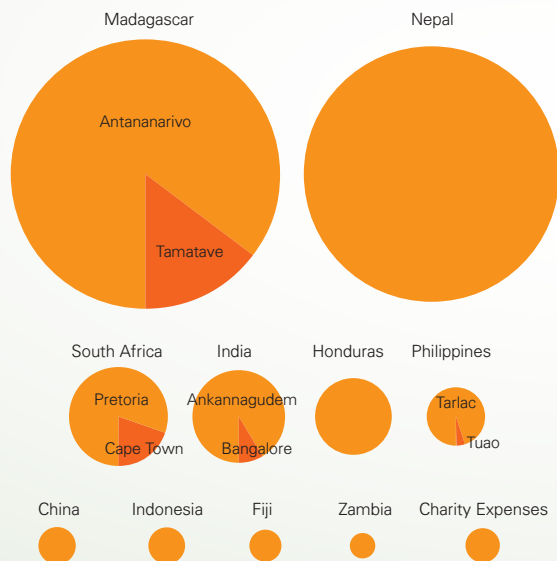 Madagascar
Nepal
Antananarivo
Tamatave
South Africa
India
Honduras
Philippines
Pretoria
Ankannagudem
Tarlac
Cape Town
Bangalore
Tuao
China
Indonesia
Fiji
Zambia
Charity Expenses